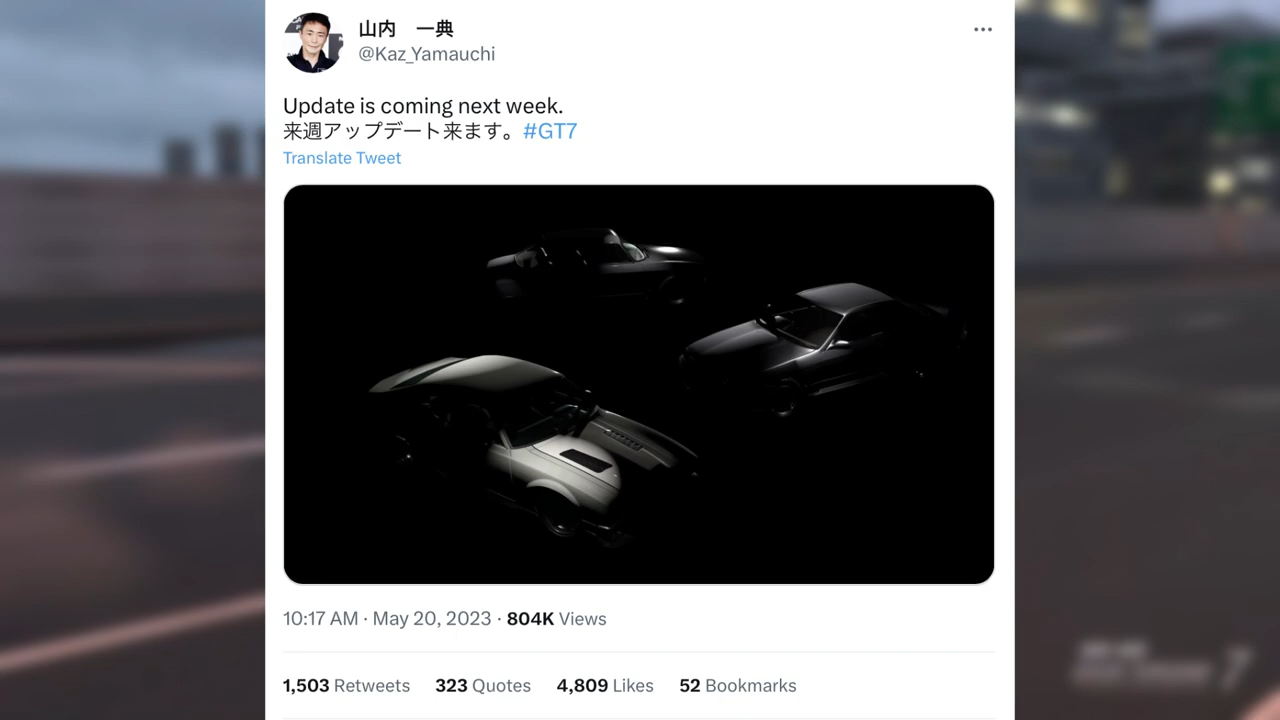 山内　一典
@Kaz_Yamauchi
Update is coming next week.
来週アップデート来ます。#GT7
Translate Tweet
10:17 AM · May 20, 2023 · 804K Views
1,503 Retweets 323 Quotes 4,809 Likes 52 Bookmarks